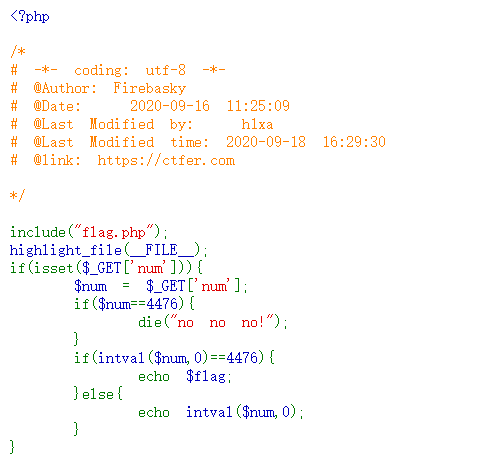 <?php
/*
# -*- coding: utf-8 -*-
# @Author: Firebasky
# @Date: 2020-09-16 11:25:09
# @Last Modified by: hlxa
# @Last Modified time: 2020-09-18 16:29:30
# @link: https://ctfer.com
*/
include("flag.php");
highlight_file(__FILE__);
if(isset($_GET['num'])){
$num = $_GET['num'];
if($num==4476){
die("no no no!");
}
if(intval($num,0)==4476){
echo $flag;
}else{
echo intval($num,0);
}
}